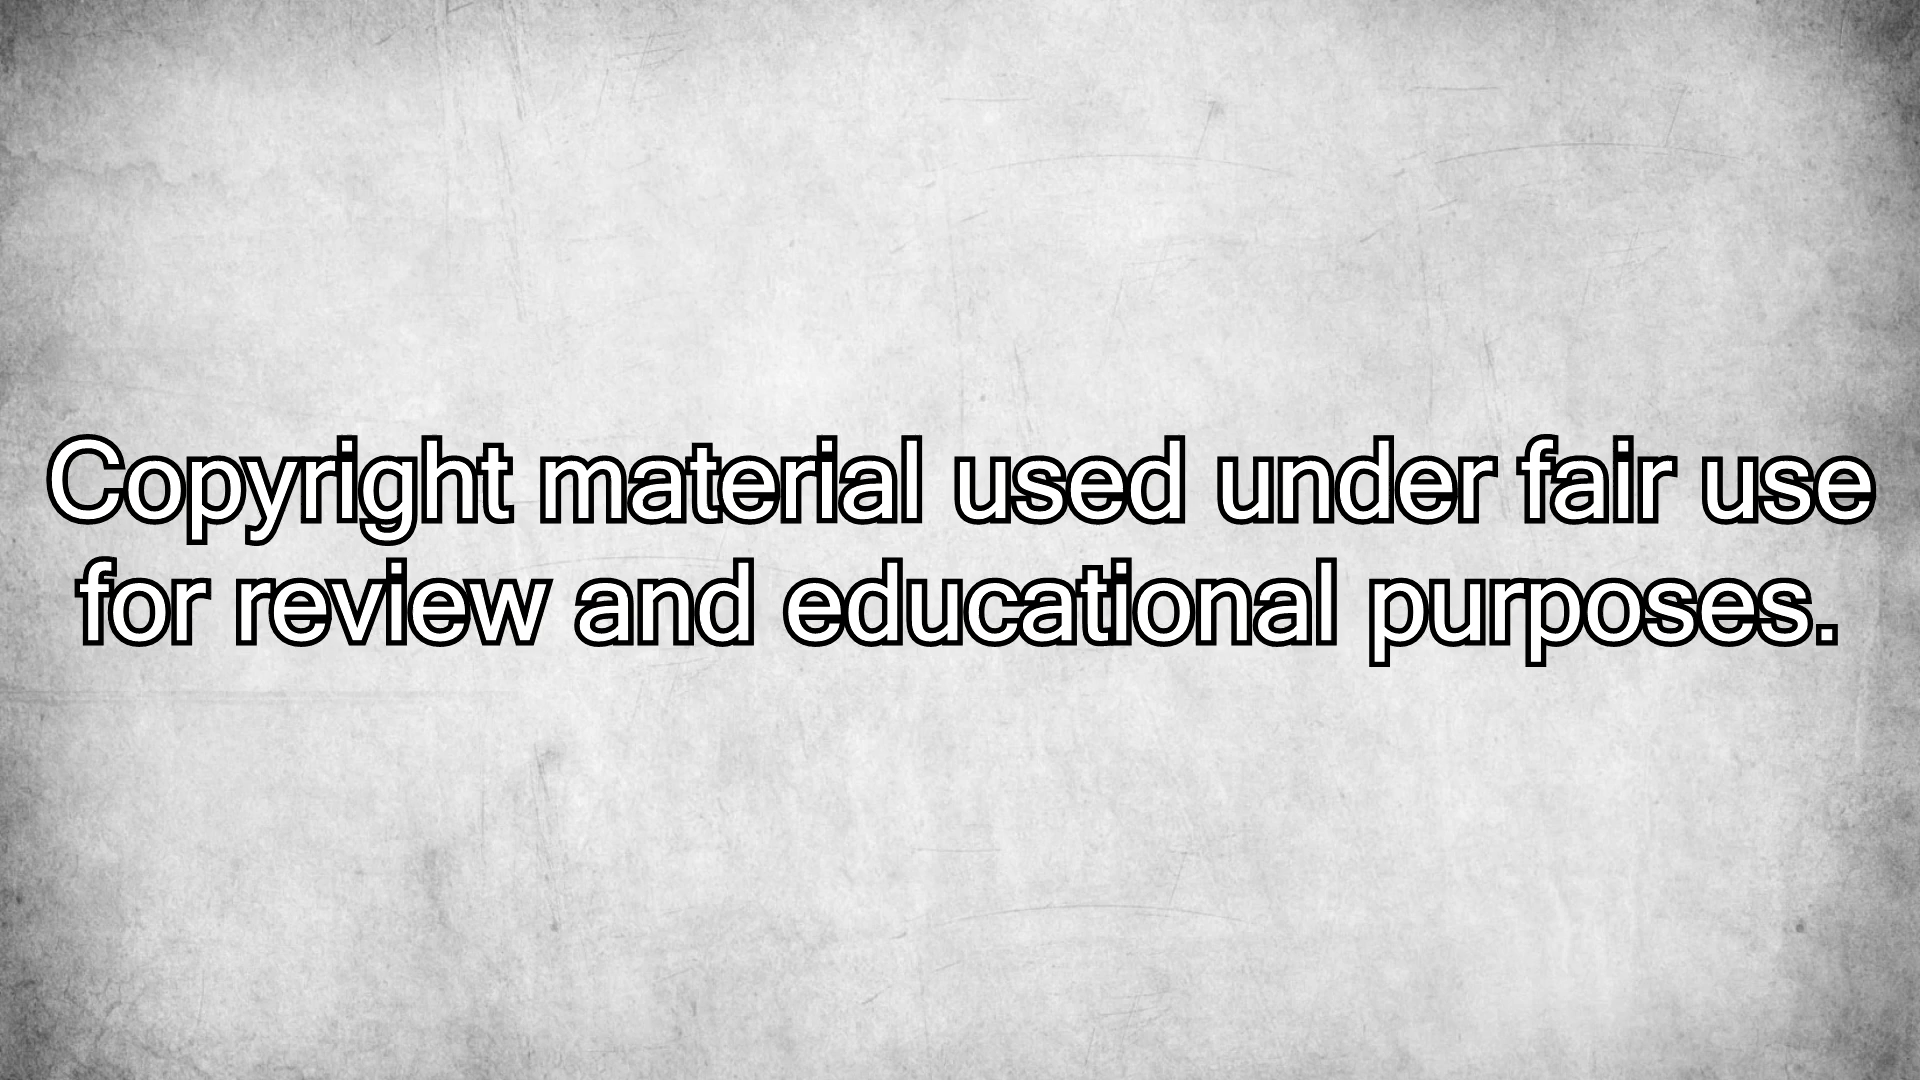 Copyright material used under fair use
for review and educational purposes.